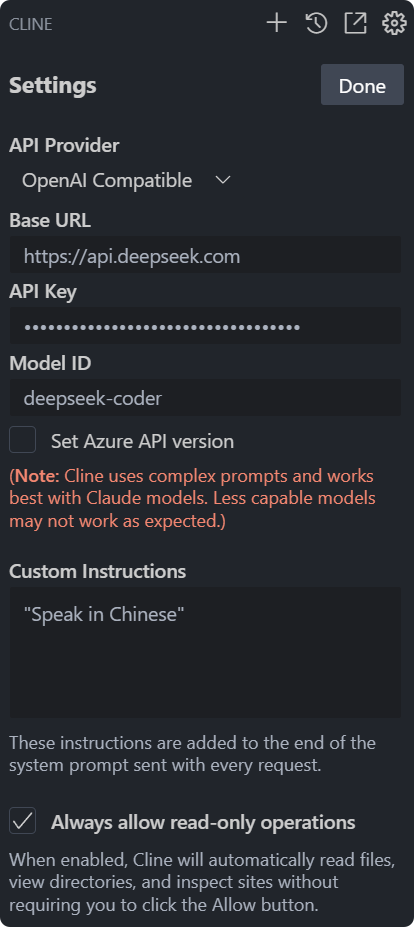 CLINE
Settings
Done
API Provider
OpenAI Compatible
Base URL
https://api.deepseek.com
API Key
•••••••••••••••••••••••••••••••••••
Model ID
deepseek-coder
Set Azure API version
(Note: Cline uses complex prompts and works
best with Claude models. Less capable models
may not work as expected.)
Custom Instructions
"Speak in Chinese"
These instructions are added to the end of the
system prompt sent with every request.
Always allow read-only operations
When enabled, Cline will automatically read files,
view directories, and inspect sites without
requiring you to click the Allow button.